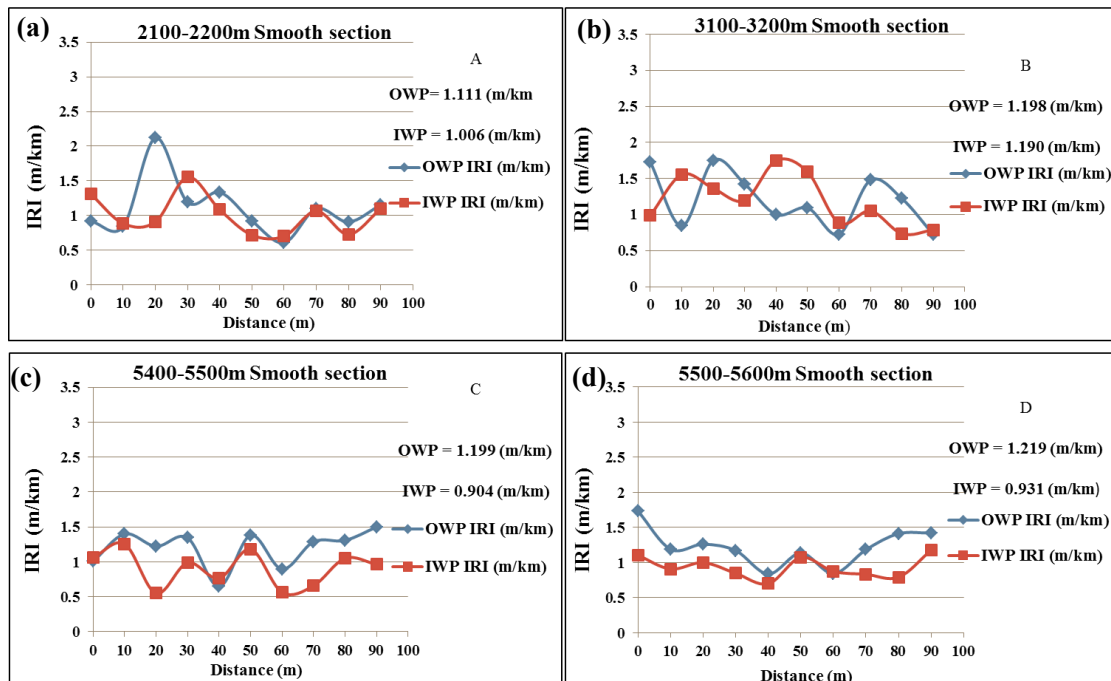 (a)
2100-2200m Smooth section
A
OWP= 1.111 (m/km
IWP = 1.006 (m/km)
OWP IRI (m/km)
IWP IRI (m/km)
IRI (m/km)
3.5
3
2.5
2
1.5
1
0.5
0
0 10 20 30 40 50 60 70 80 90 100
Distance (m)
(b)
3100-3200m Smooth section
B
OWP = 1.198 (m/km)
IWP = 1.190 (m/km)
OWP IRI (m/km)
IWP IRI (m/km)
IRI (m/km)
3.5
3
2.5
2
1.5
1
0.5
0
0 10 20 30 40 50 60 70 80 90 100
Distance (m)
(c)
5400-5500m Smooth section
C
OWP = 1.199 (m/km)
IWP = 0.904 (m/km)
OWP IRI (m/km)
IWP IRI (m/km)
IRI (m/km)
3.5
3
2.5
2
1.5
1
0.5
0
0 10 20 30 40 50 60 70 80 90 100
Distance (m)
(d)
5500-5600m Smooth section
D
OWP = 1.219 (m/km)
IWP = 0.931 (m/km)
OWP IRI (m/km)
IWP IRI (m/km)
IRI (m/km)
3.5
3
2.5
2
1.5
1
0.5
0
0 10 20 30 40 50 60 70 80 90 100
Distance (m)